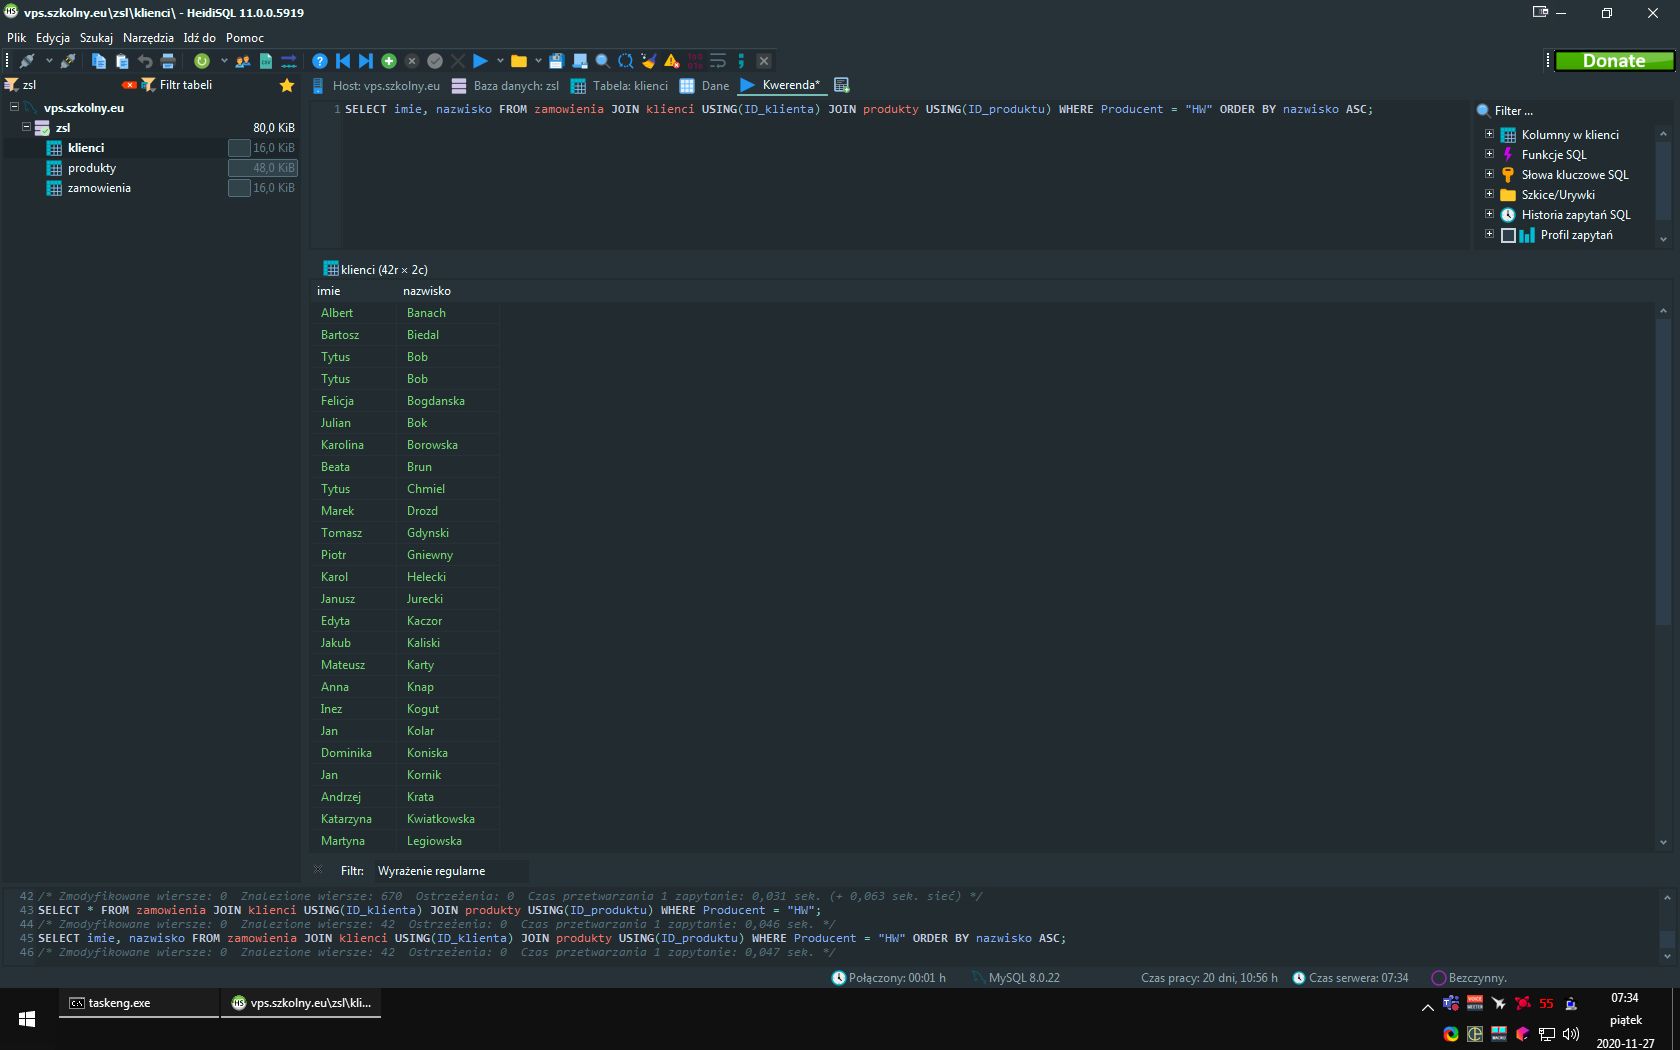 vps.szkolny.eu\zsl\klienci\ - HeidiSQL 11.0.0.5919
Plik Edycja Szukaj Narzędzia Idź do Pomoc
Donate
zsl Filtr tabeli
Host: vps.szkolny.eu Baza danych: zsl Tabela: klienci Dane Kwerenda*
vps.szkolny.eu
zsl 80,0 KiB
klienci 16,0 KiB
produkty 48,0 KiB
zamowienia 16,0 KiB
1 SELECT imie, nazwisko FROM zamowienia JOIN klienci USING(ID_klienta) JOIN produkty USING(ID_produktu) WHERE Producent = "HW" ORDER BY nazwisko ASC;
Filter ...
Kolumny w klienci
Funkcje SQL
Słowa kluczowe SQL
Szkice/Urywki
Historia zapytań SQL
Profil zapytań
klienci (42r × 2c)
imie nazwisko
Albert Banach
Bartosz Biedal
Tytus Bob
Tytus Bob
Felicja Bogdanska
Julian Bok
Karolina Borowska
Beata Brun
Tytus Chmiel
Marek Drozd
Tomasz Gdynski
Piotr Gniewny
Karol Helecki
Janusz Jurecki
Edyta Kaczor
Jakub Kaliski
Mateusz Karty
Anna Knap
Inez Kogut
Jan Kolar
Dominika Koniska
Jan Kornik
Andrzej Krata
Katarzyna Kwiatkowska
Martyna Legiowska
Filtr: Wyrażenie regularne
42 /* Zmodyfikowane wiersze: 0 Znalezione wiersze: 670 Ostrzeżenia: 0 Czas przetwarzania 1 zapytanie: 0,031 sek. (+ 0,063 sek. sieć) */
43 SELECT * FROM zamowienia JOIN klienci USING(ID_klienta) JOIN produkty USING(ID_produktu) WHERE Producent = "HW";
44 /* Zmodyfikowane wiersze: 0 Znalezione wiersze: 42 Ostrzeżenia: 0 Czas przetwarzania 1 zapytanie: 0,046 sek. */
45 SELECT imie, nazwisko FROM zamowienia JOIN klienci USING(ID_klienta) JOIN produkty USING(ID_produktu) WHERE Producent = "HW" ORDER BY nazwisko ASC;
46 /* Zmodyfikowane wiersze: 0 Znalezione wiersze: 42 Ostrzeżenia: 0 Czas przetwarzania 1 zapytanie: 0,047 sek. */
Połączony: 00:01 h MySQL 8.0.22 Czas pracy: 20 dni, 10:56 h Czas serwera: 07:34 Bezczynny.
taskeng.exe vps.szkolny.eu\zsl\kli...
55
07:34
piątek
2020-11-27